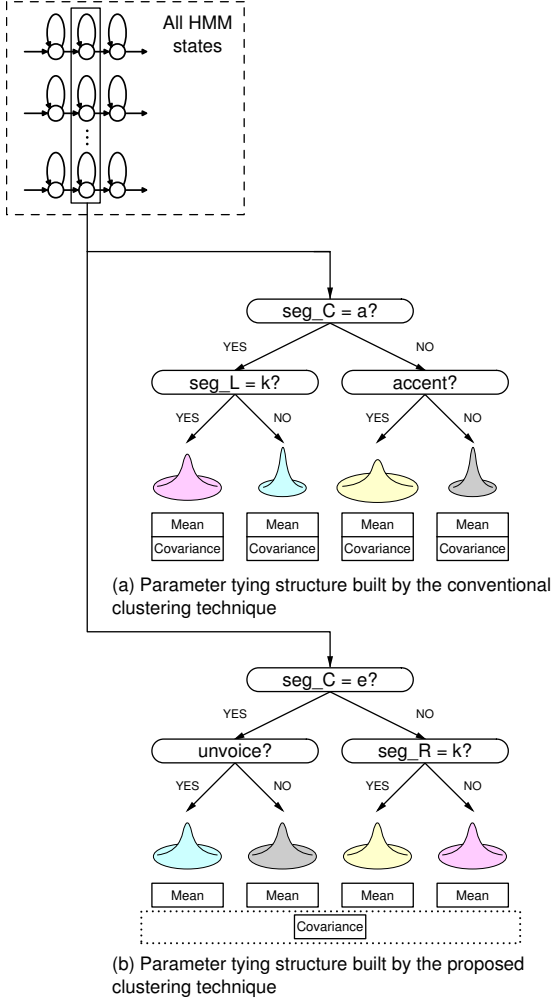 All HMM
states
seg_C = a?
YES
NO
seg_L = k?
accent?
YES
NO
YES
NO
Mean
Mean
Mean
Mean
Covariance
Covariance
Covariance
Covariance
(a) Parameter tying structure built by the conventional
clustering technique
seg_C = e?
YES
NO
unvoice?
seg_R = k?
YES
NO
YES
NO
Mean
Mean
Mean
Mean
Covariance
(b) Parameter tying structure built by the proposed
clustering technique